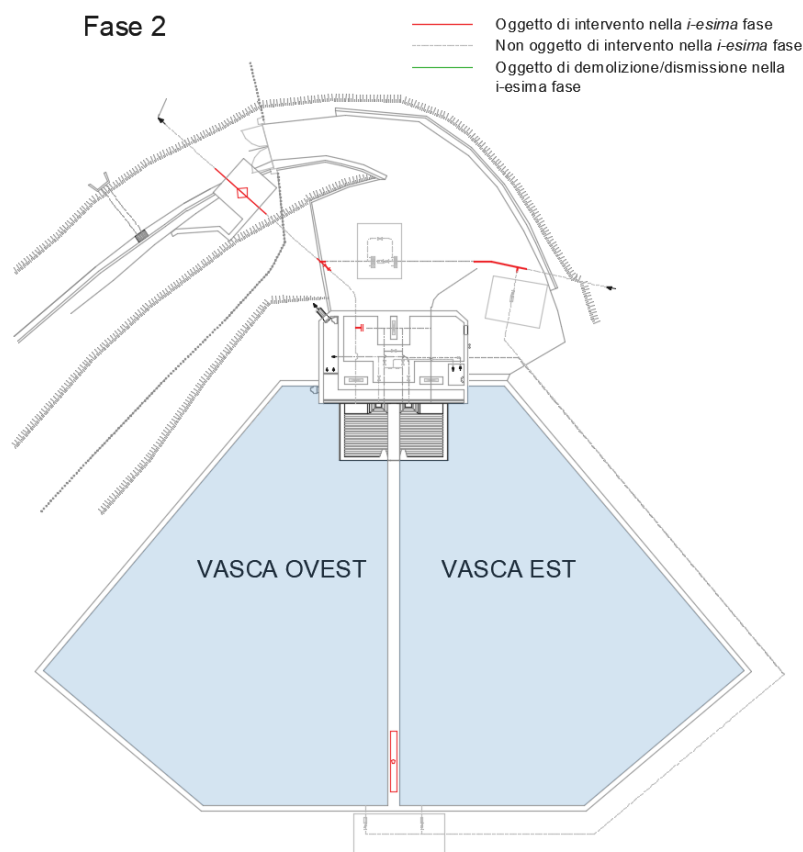 Fase 2
Oggetto di intervento nella i-esima fase
Non oggetto di intervento nella i-esima fase
Oggetto di demolizione/dismissione nella
i-esima fase
VASCA OVEST
VASCA EST